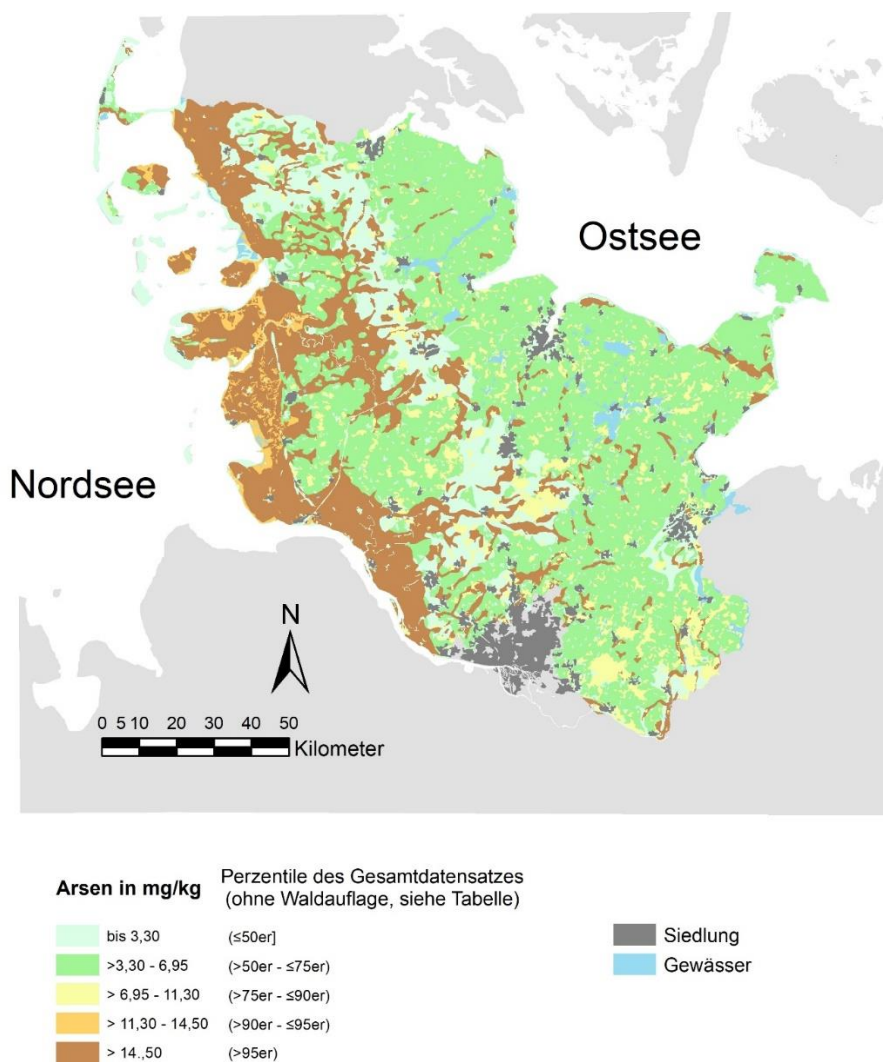 Ostsee
Nordsee
N
0 5 10 20 30 40 50
Kilometer
Arsen in mg/kg Perzentile des Gesamtdatensatzes
(ohne Waldauflage, siehe Tabelle)
bis 3,30 (≤50er]
>3,30 - 6,95 (>50er - ≤75er)
> 6,95 - 11,30 (>75er - ≤90er)
> 11,30 - 14,50 (>90er - ≤95er)
> 14.,50 (>95er)
Siedlung
Gewässer